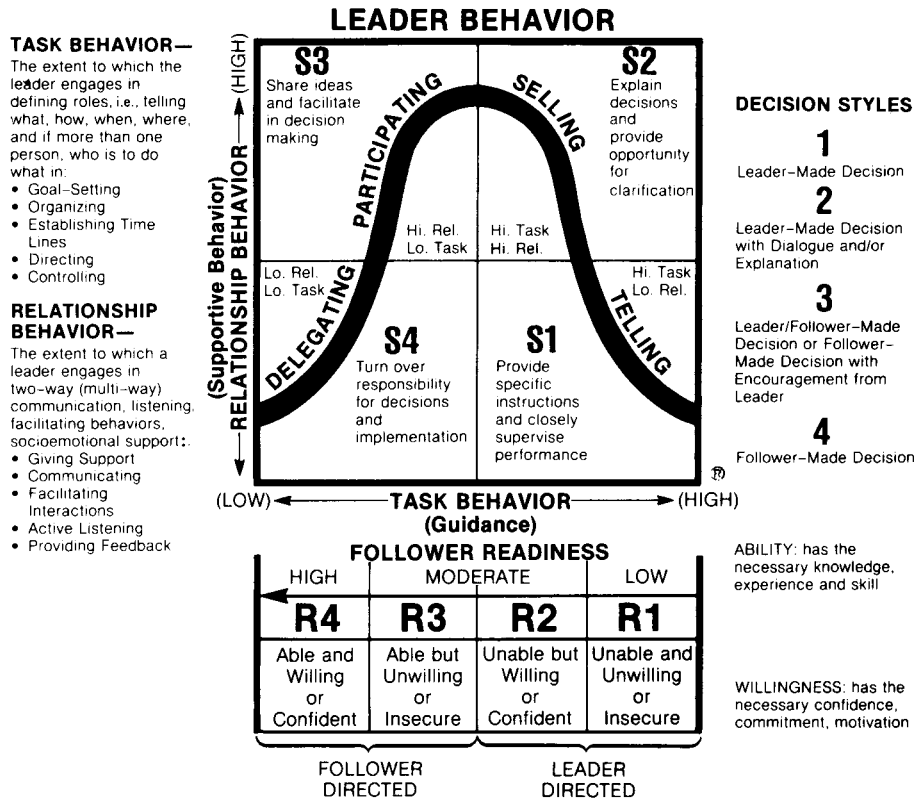 LEADER BEHAVIOR
TASK BEHAVIOR—
The extent to which the
leader engages in
defining roles, i.e., telling
what, how, when, where,
and if more than one
person, who is to do
what in:
• Goal–Setting
• Organizing
• Establishing Time
Lines
• Directing
• Controlling
RELATIONSHIP
BEHAVIOR—
The extent to which a
leader engages in
two–way (multi–way)
communication, listening,
facilitating behaviors,
socioemotional support:
• Giving Support
• Communicating
• Facilitating
Interactions
• Active Listening
• Providing Feedback
(HIGH)
RELATIONSHIP BEHAVIOR
(Supportive Behavior)
S3
Share ideas
and facilitate
in decision
making
PARTICIPATING
Hi. Rel.
Lo. Task
SELLING
S2
Explain
decisions
and
provide
opportunity
for
clarification
Hi. Task
Hi. Rel.
Lo. Rel.
Lo. Task
DELEGATING
S4
Turn over
responsibility
for decisions
and
implementation
S1
Provide
specific
instructions
and closely
supervise
performance
Hi. Task
Lo. Rel.
TELLING
®
(LOW) TASK BEHAVIOR (HIGH)
(Guidance)
DECISION STYLES
1
Leader–Made Decision
2
Leader–Made Decision
with Dialogue and/or
Explanation
3
Leader/Follower–Made
Decision or Follower–
Made Decision with
Encouragement from
Leader
4
Follower–Made Decision
FOLLOWER READINESS
HIGH MODERATE LOW
R4 R3 R2 R1
Able and
Willing
or
Confident
Able but
Unwilling
or
Insecure
Unable but
Willing
or
Confident
Unable and
Unwilling
or
Insecure
FOLLOWER
DIRECTED
LEADER
DIRECTED
ABILITY: has the
necessary knowledge,
experience and skill
WILLINGNESS: has the
necessary confidence,
commitment, motivation